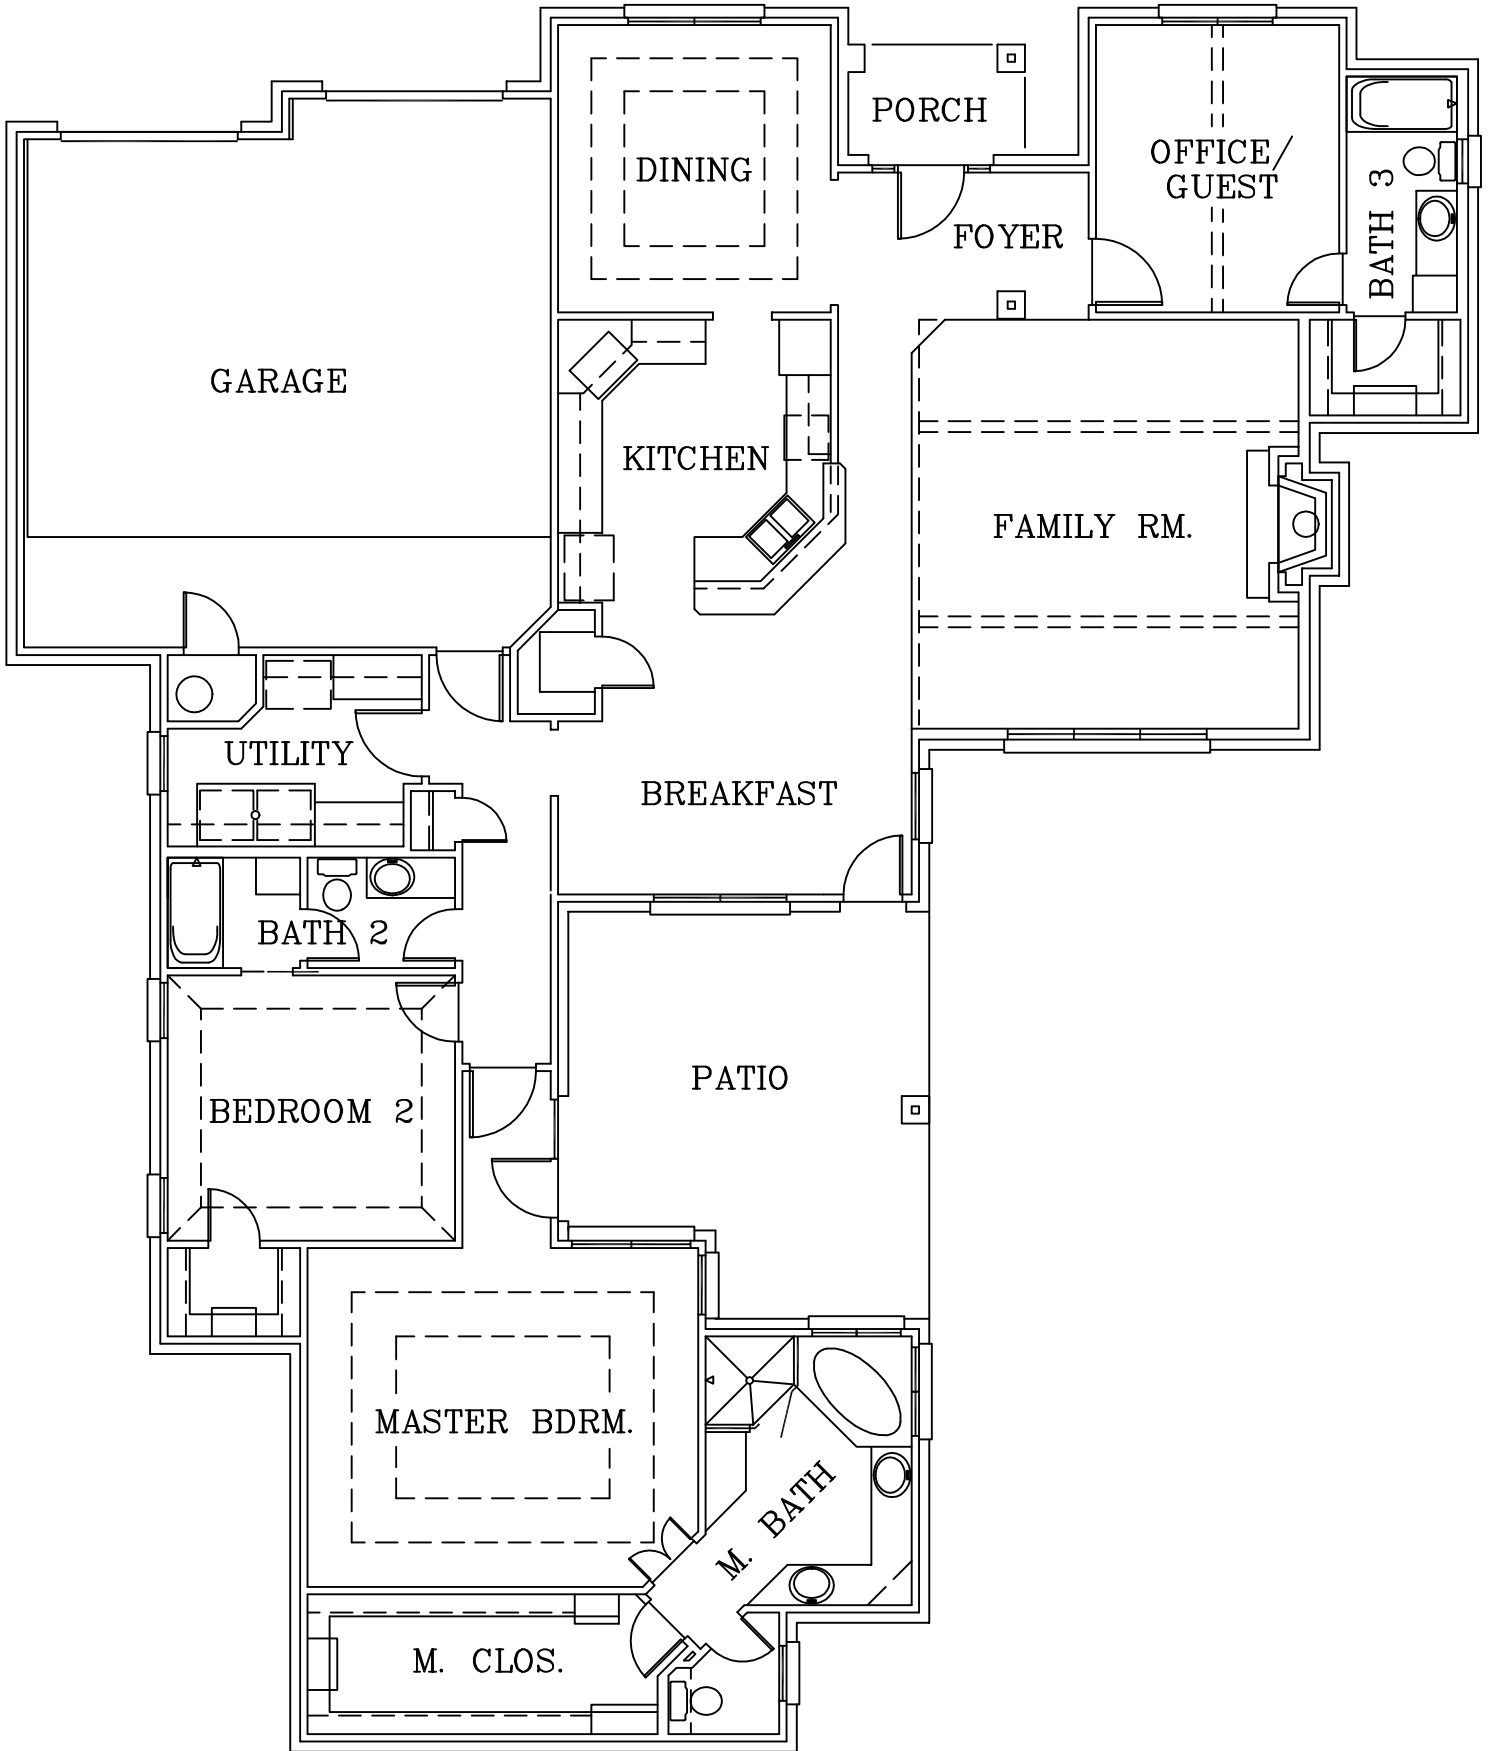 PORCH
DINING
OFFICE/
GUEST
BATH 3
FOYER
GARAGE
KITCHEN
FAMILY RM.
UTILITY
BREAKFAST
BATH 2
PATIO
BEDROOM 2
MASTER BDRM.
M. BATH
M. CLOS.